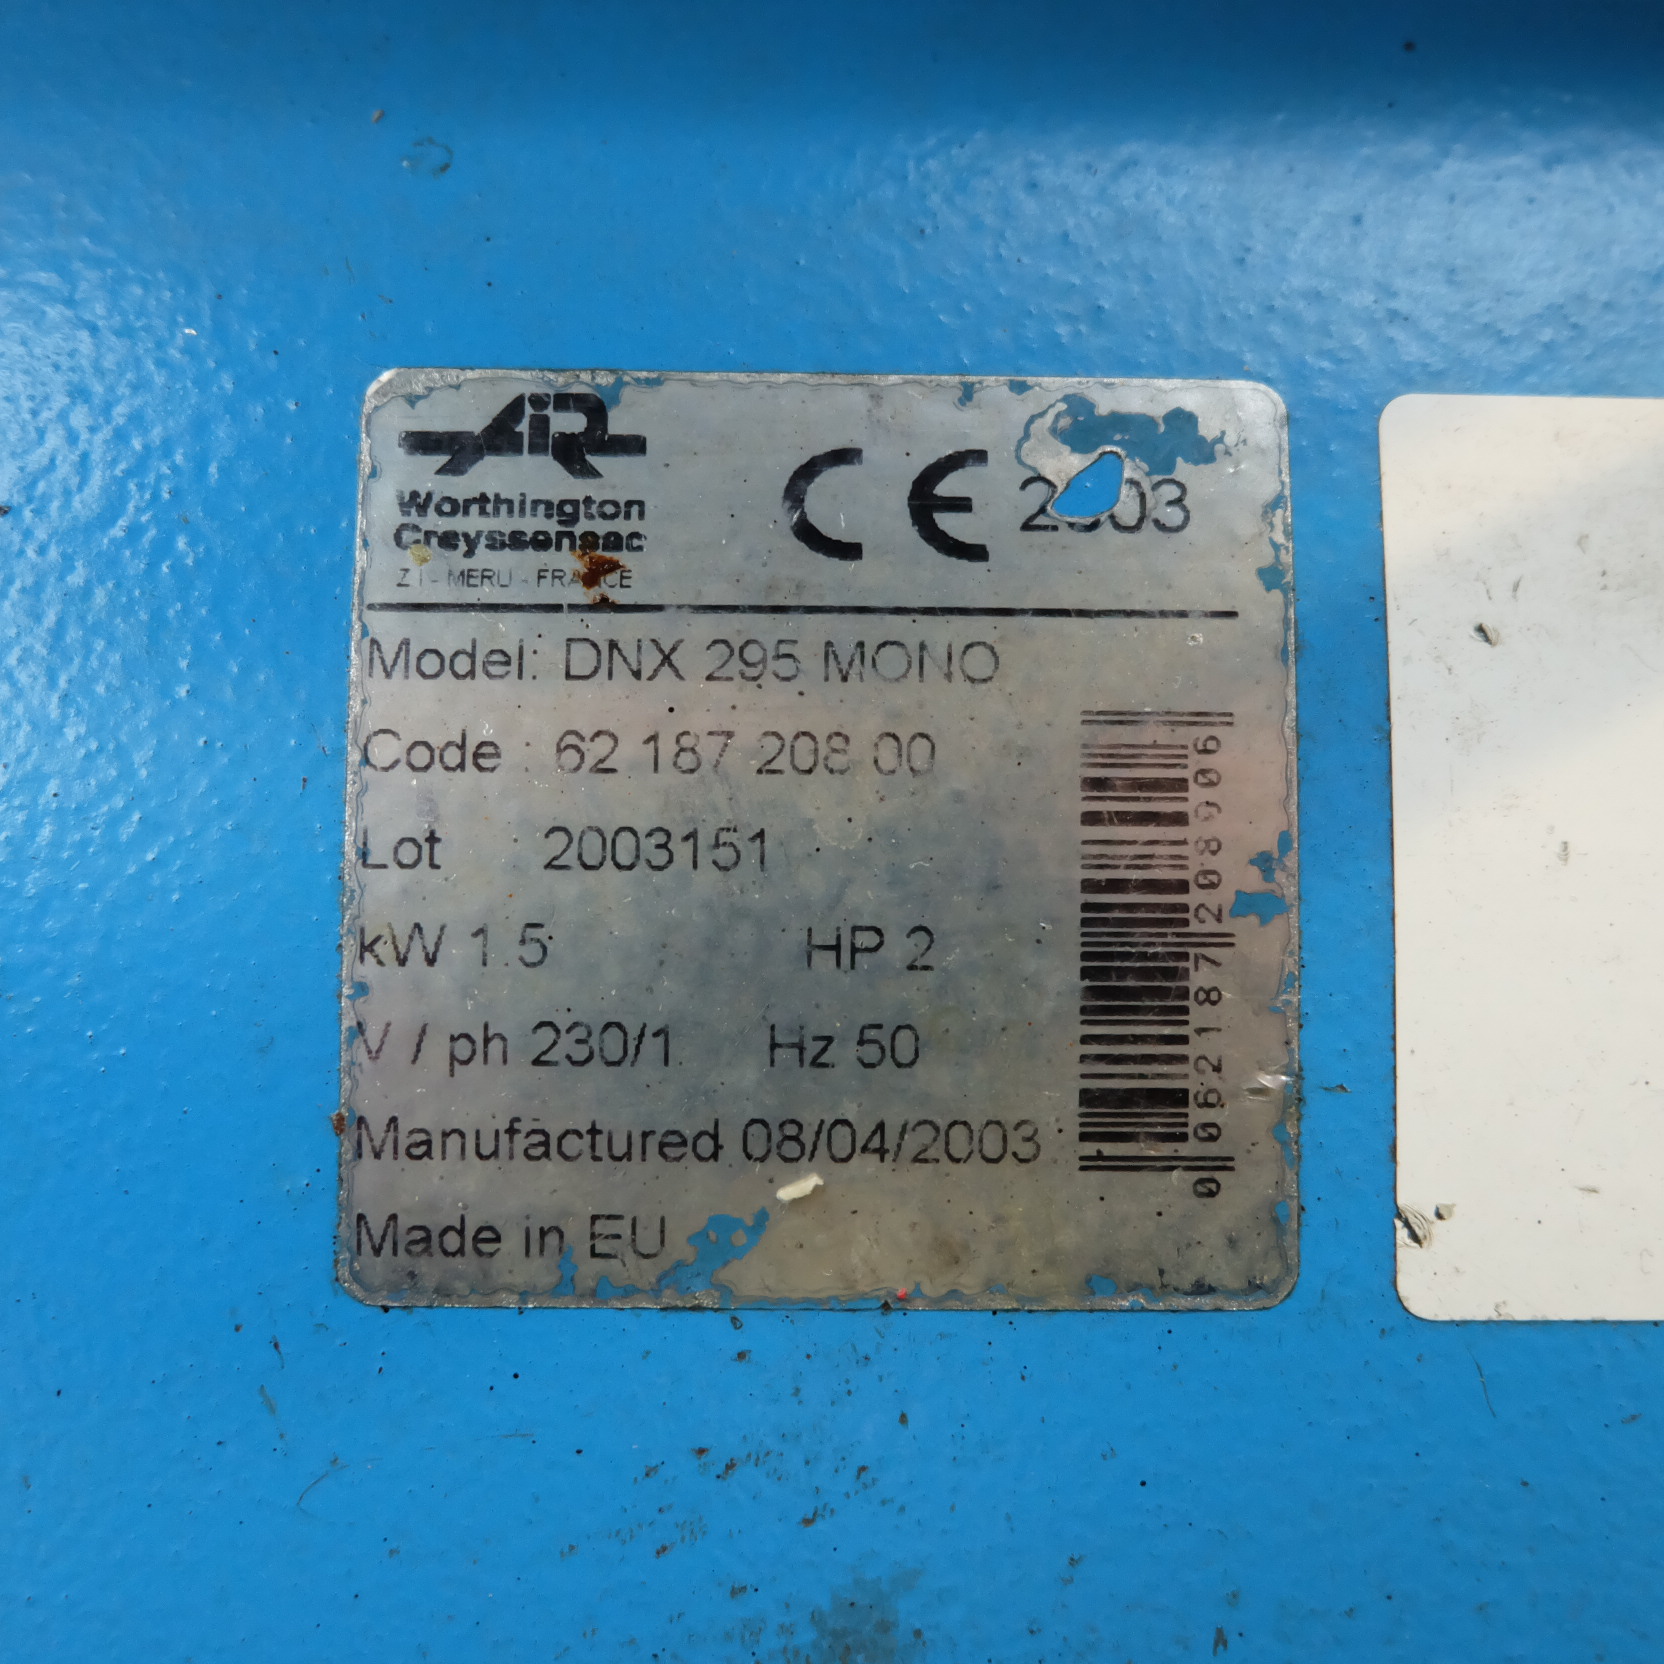 AIR
Worthington
Creyssensac
Z I - MERU - FRANCE
CE 2003
Model: DNX 295 MONO
Code : 62 187 208 00
Lot 2003151
kW 1.5 HP 2
V / ph 230/1 Hz 50
Manufactured 08/04/2003
Made in EU